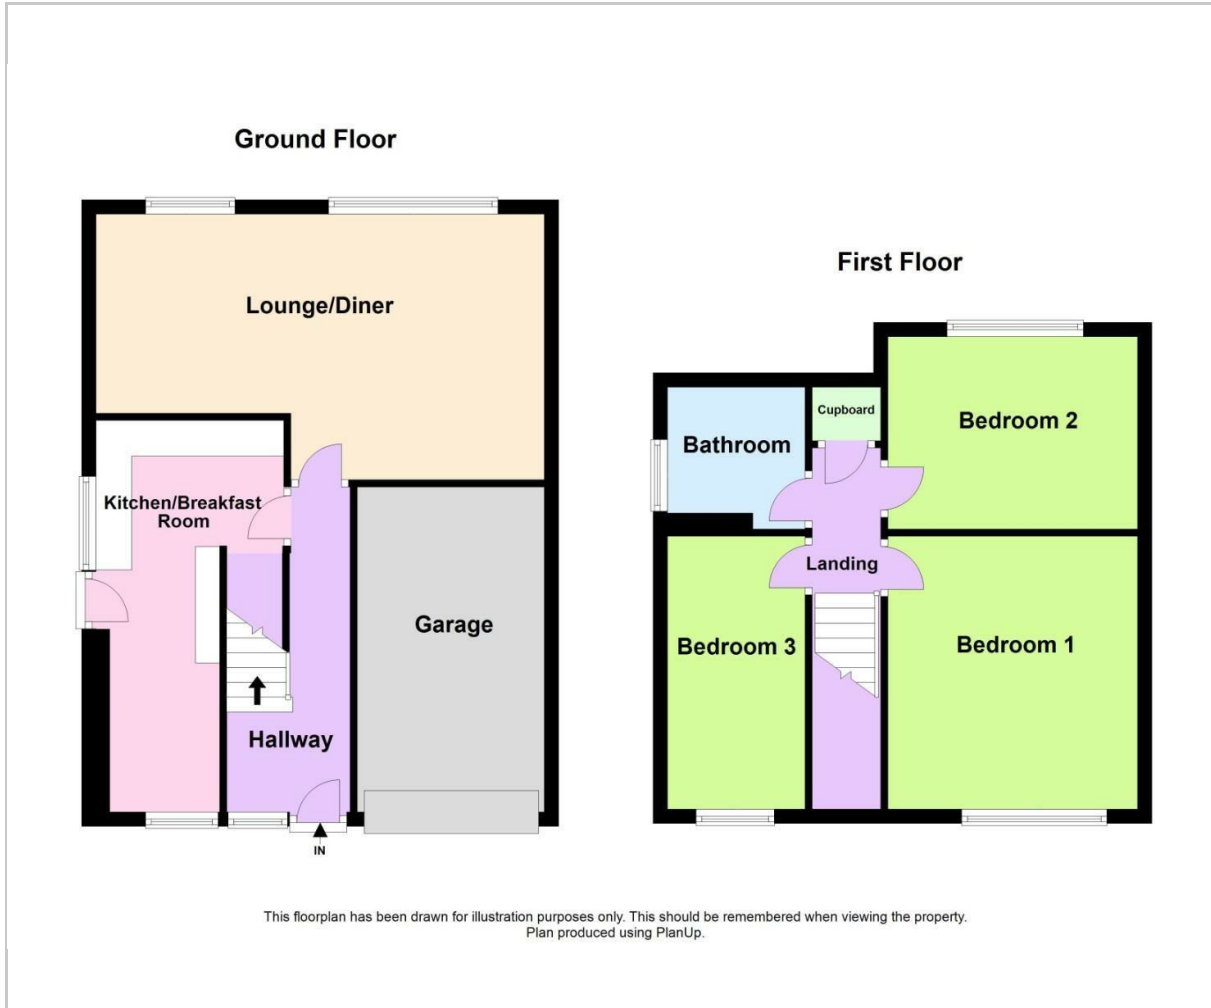 Ground Floor
Lounge/Diner
Kitchen/Breakfast
Room
Garage
Hallway
IN
First Floor
Cupboard
Bedroom 2
Bathroom
Landing
Bedroom 3
Bedroom 1
This floorplan has been drawn for illustration purposes only. This should be remembered when viewing the property.
Plan produced using PlanUp.